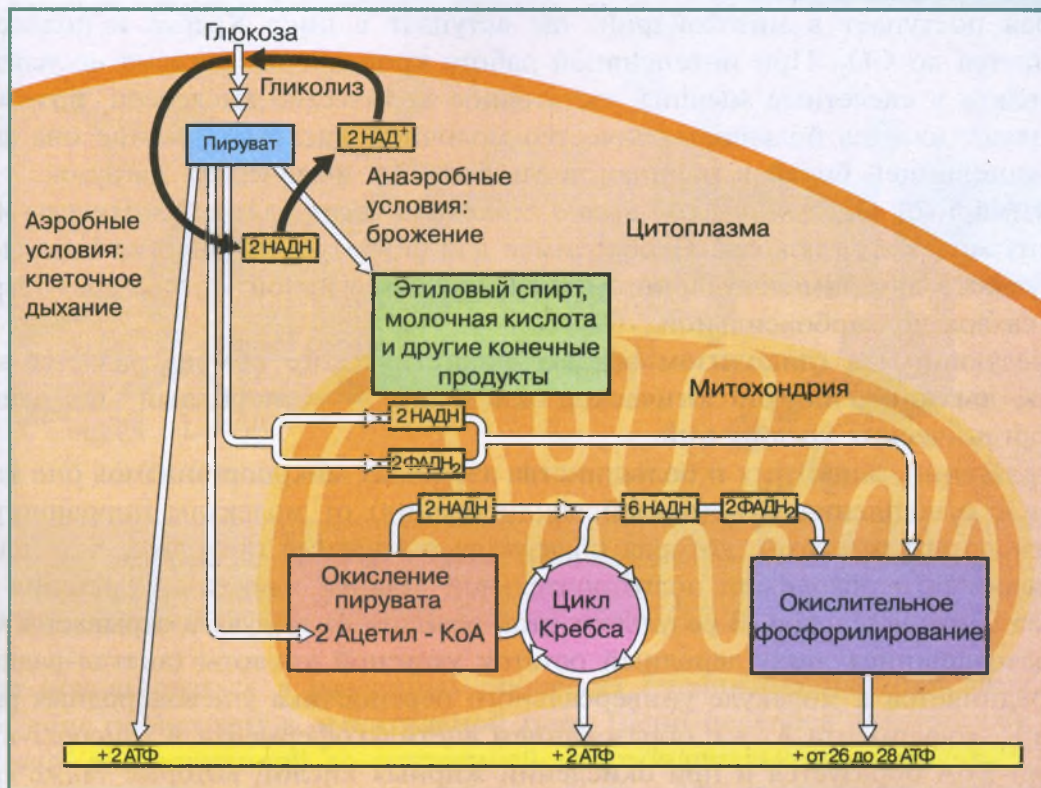 Глюкоза
Гликолиз
2 НАД⁺
Пируват
Анаэробные
условия:
брожение
Аэробные
условия:
клеточное
дыхание
2 НАДН
Цитоплазма
Этиловый спирт,
молочная кислота
и другие конечные
продукты
Митохондрия
2 НАДН
2 ФАДН₂
2 НАДН
6 НАДН
2ФАДН₂
Окисление
пирувата
2 Ацетил - КоА
Цикл
Кребса
Окислительное
фосфорилирование
+ 2 АТФ
+ 2 АТФ
+ от 26 до 28 АТФ